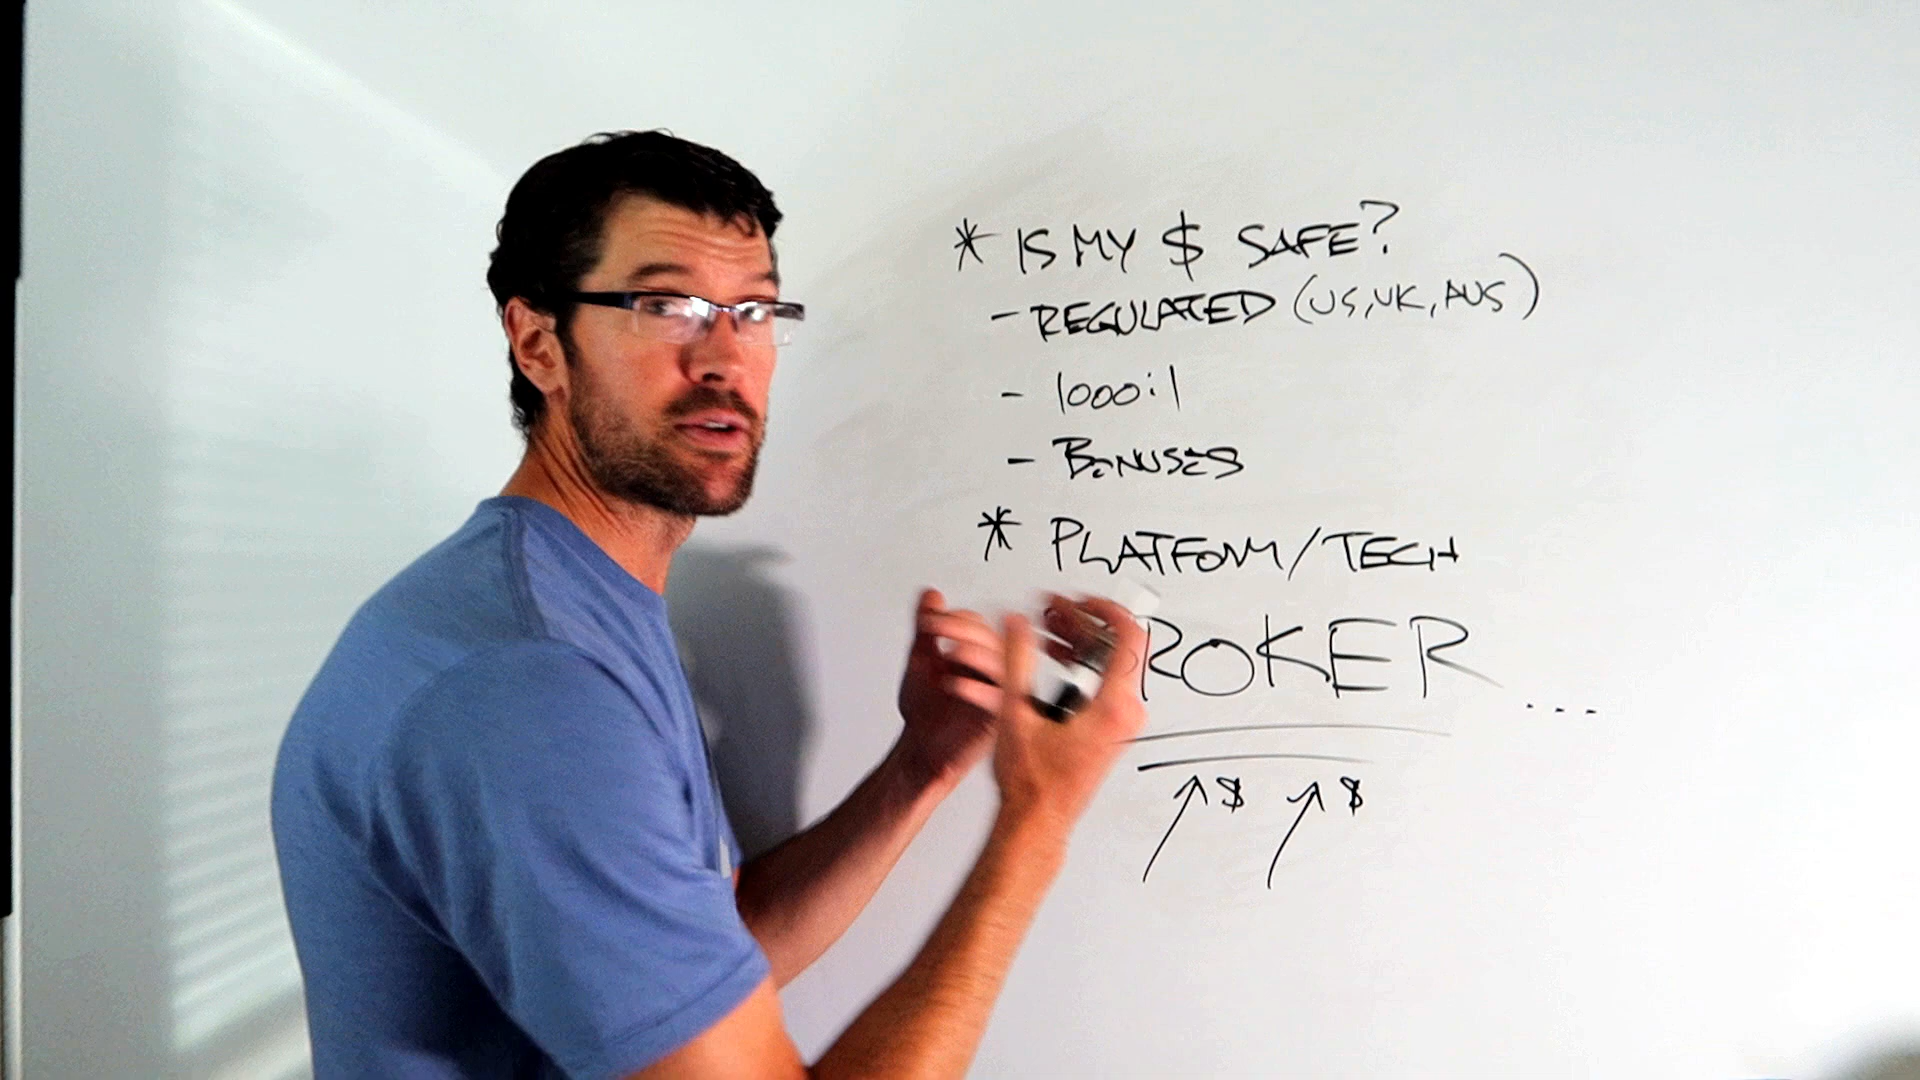 * IS MY $ SAFE?
- REGULATED (US, UK, AUS)
- 1000:1
- BONUSES
* PLATFORM/TECH
ROKER ...
↑$ ↑$